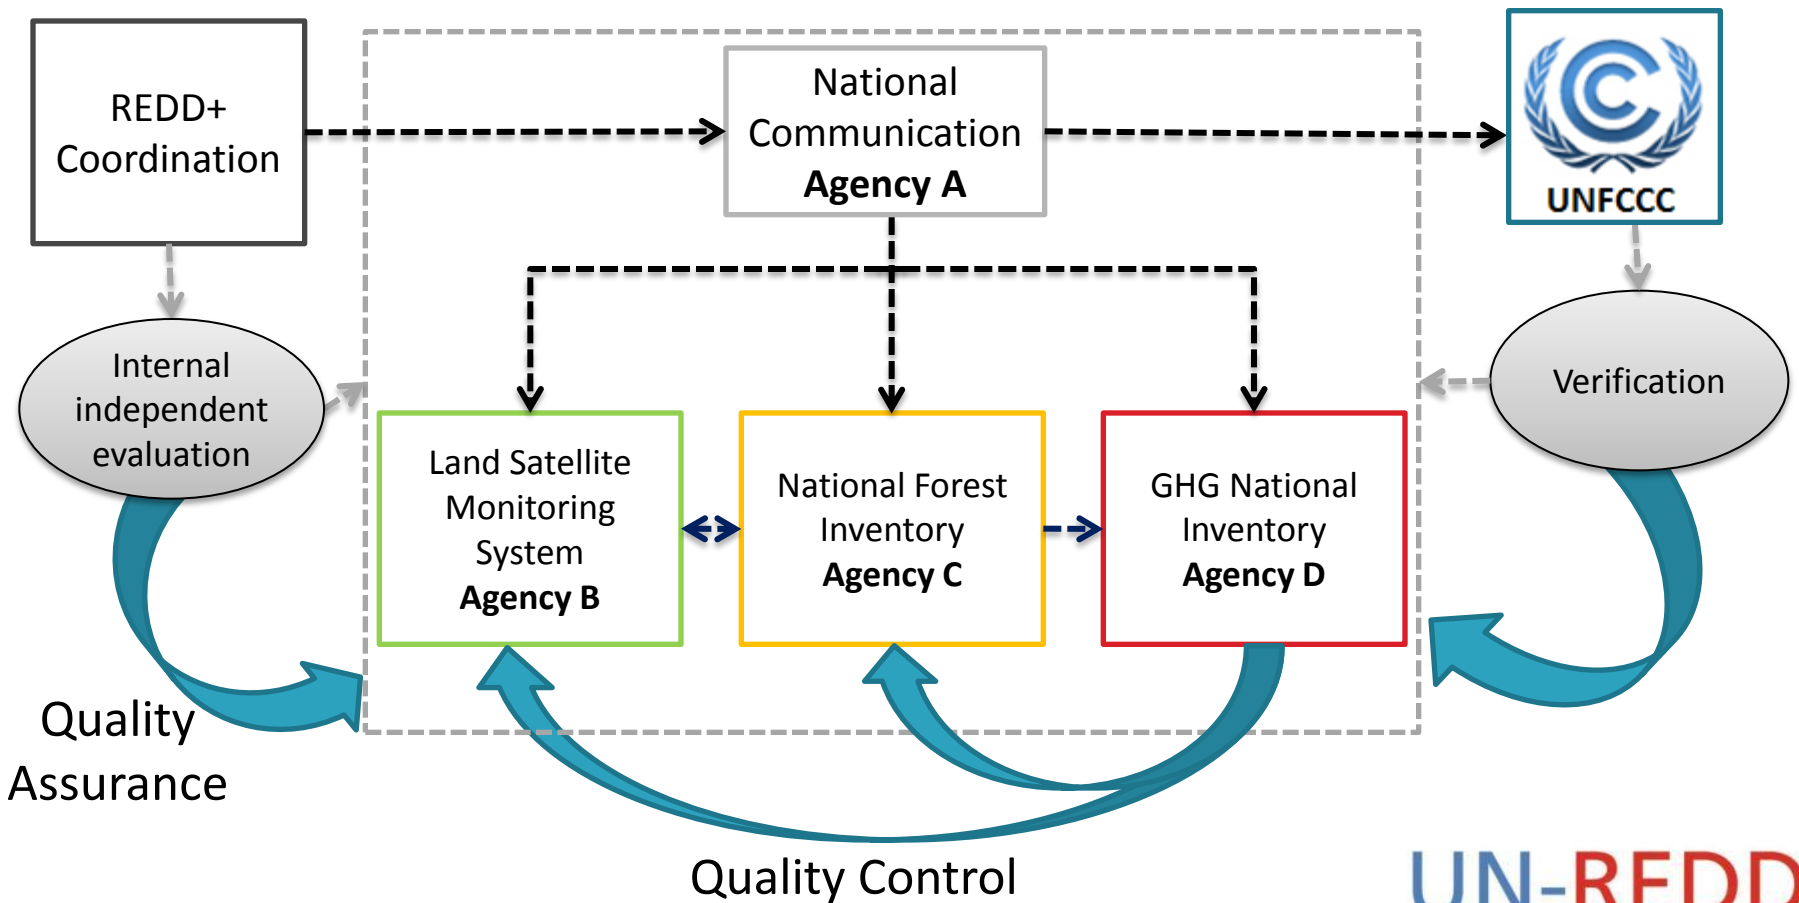 REDD+
Coordination
National
Communication
Agency A
UNFCCC
Internal
independent
evaluation
Verification
Land Satellite
Monitoring
System
Agency B
National Forest
Inventory
Agency C
GHG National
Inventory
Agency D
Quality
Assurance
Quality Control
UN-REDD